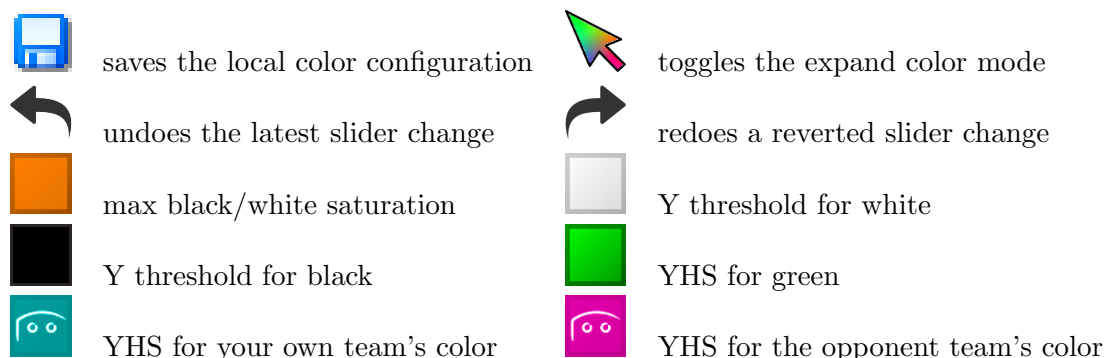 saves the local color configuration
toggles the expand color mode
undoes the latest slider change
redoes a reverted slider change
max black/white saturation
Y threshold for white
Y threshold for black
YHS for green
YHS for your own team's color
YHS for the opponent team's color